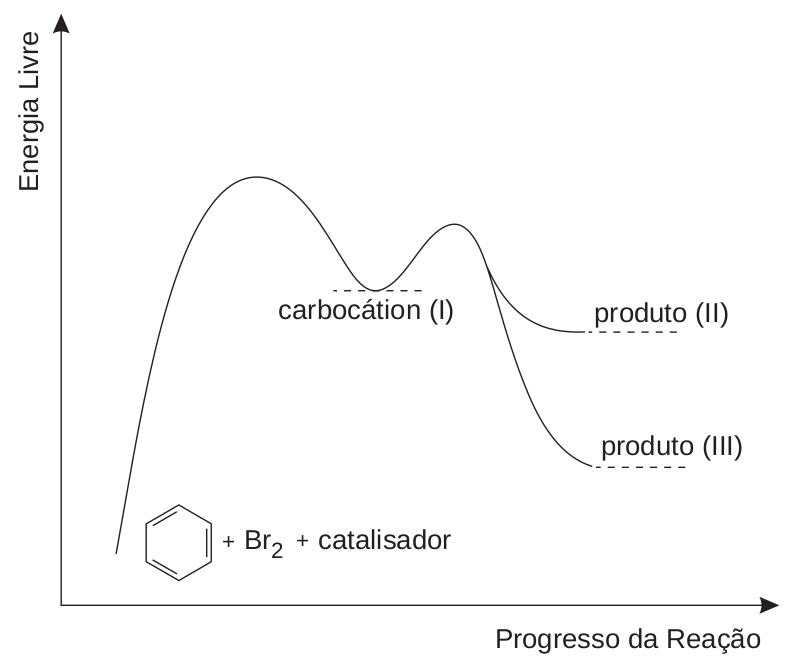 Energia Livre
carbocátion (I)
produto (II)
produto (III)
+ Br2 + catalisador
Progresso da Reação